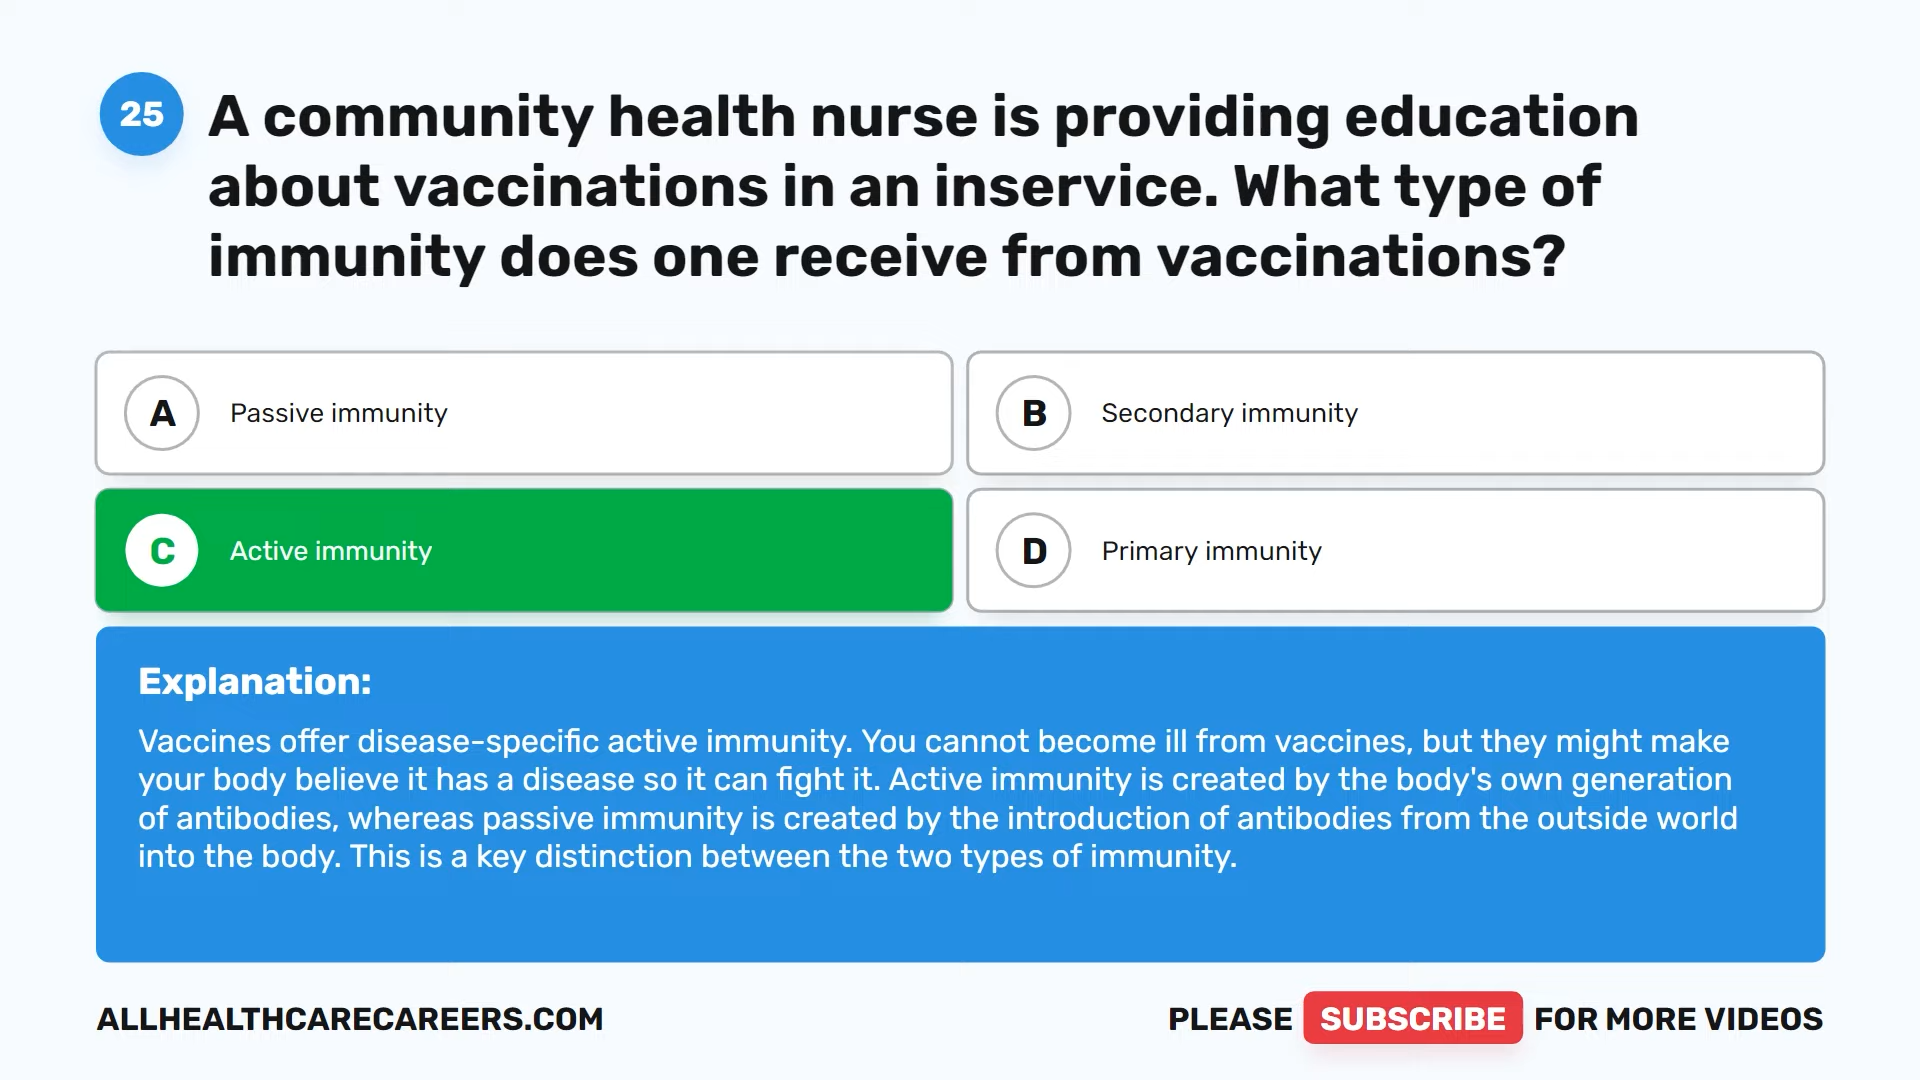 25
A community health nurse is providing education
about vaccinations in an inservice. What type of
immunity does one receive from vaccinations?
A Passive immunity
B Secondary immunity
C Active immunity
D Primary immunity
Explanation:
Vaccines offer disease-specific active immunity. You cannot become ill from vaccines, but they might make
your body believe it has a disease so it can fight it. Active immunity is created by the body's own generation
of antibodies, whereas passive immunity is created by the introduction of antibodies from the outside world
into the body. This is a key distinction between the two types of immunity.
ALLHEALTHCARECAREERS.COM
PLEASE SUBSCRIBE FOR MORE VIDEOS